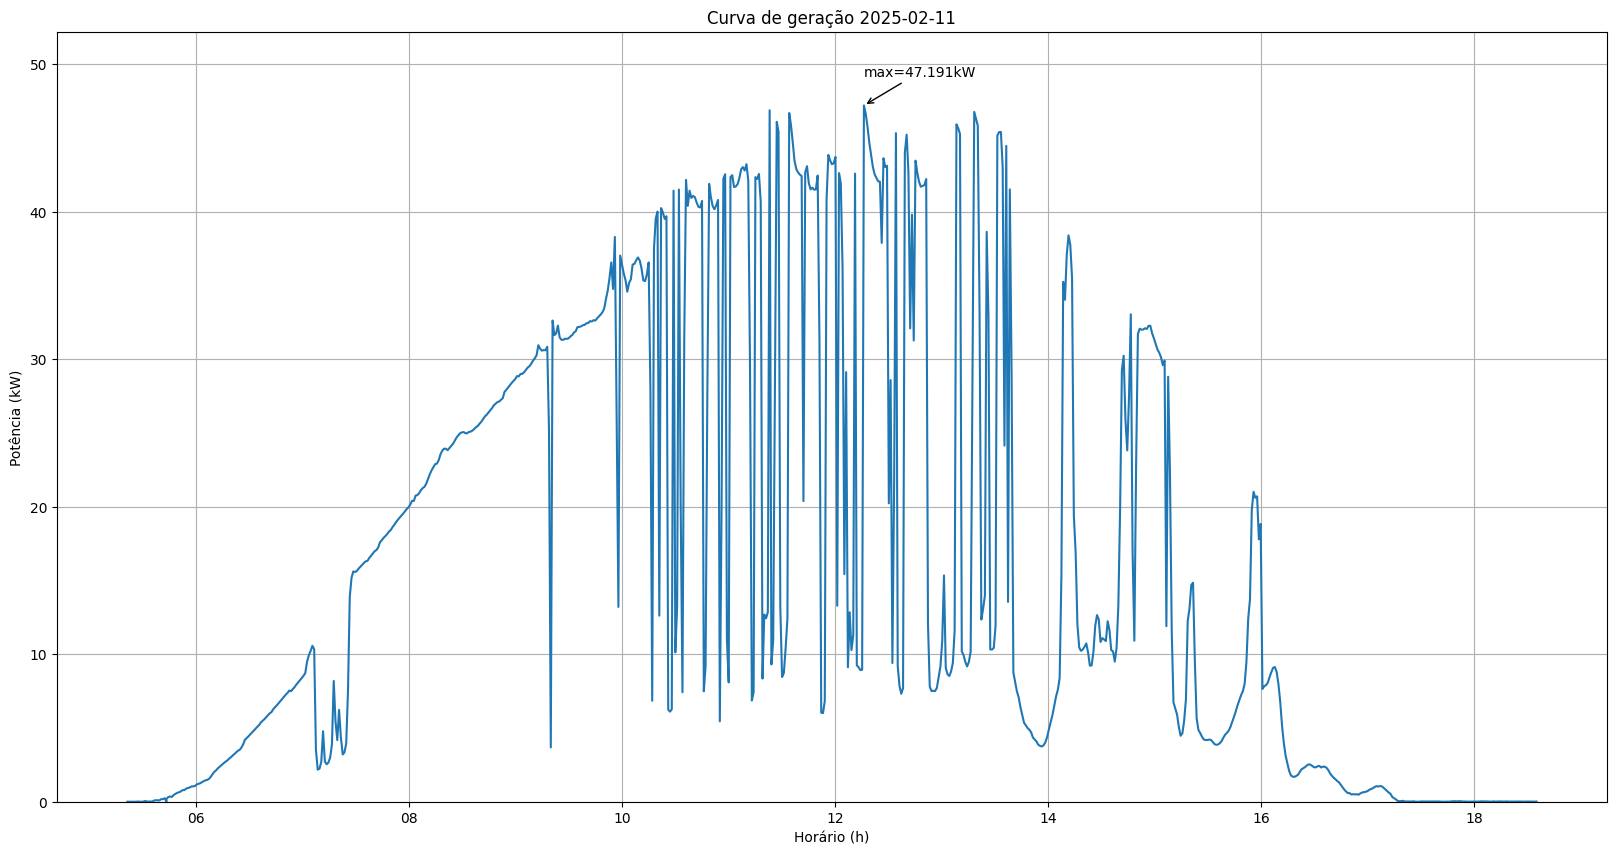 Curva de geração 2025-02-11
max=47.191kW
50
40
30
20
10
0
Potência (kW)
06 08 10 12 14 16 18
Horário (h)